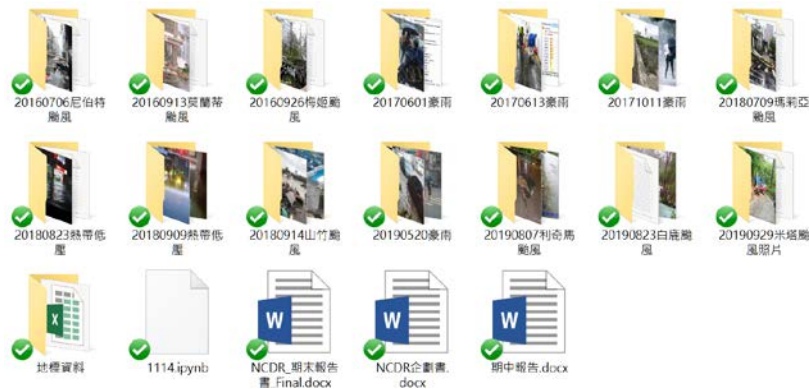 20160706尼伯特
颱風
20160913莫蘭蒂
颱風
20160926梅姬颱
風
20170601豪雨
20170613豪雨
20171011豪雨
20180709瑪莉亞
颱風
20180823熱帶低
壓
20180909熱帶低
壓
20180914山竹颱
風
20190520豪雨
20190807利奇馬
颱風
20190823白鹿颱
風
20190929米塔颱
風照片
地標資料
1114.ipynb
NCDR_期末報告
書_Final.docx
NCDR企劃書.
docx
期中報告.docx